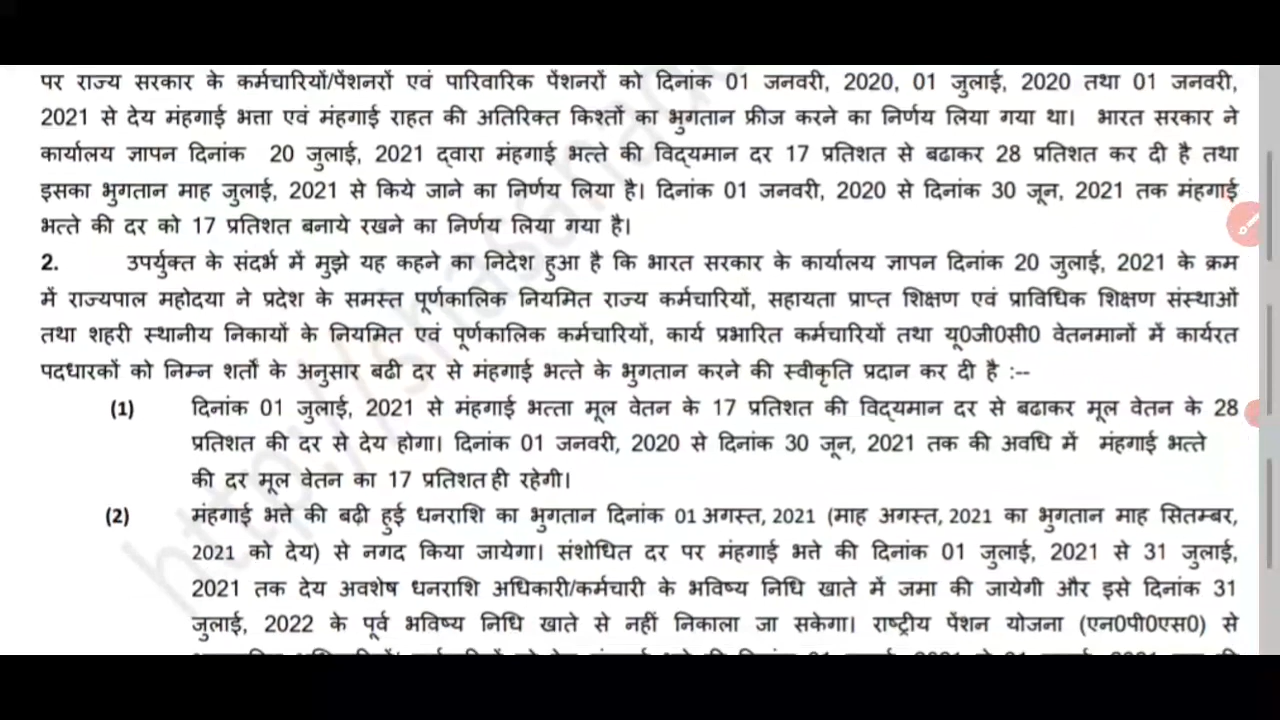 पर राज्य सरकार के कर्मचारियों/पेंशनरों एवं पारिवारिक पेंशनरों को दिनांक 01 जनवरी, 2020, 01 जुलाई, 2020 तथा 01 जनवरी,
2021 से देय मंहगाई भत्ता एवं मंहगाई राहत की अतिरिक्त किश्तों का भुगतान फ्रीज करने का निर्णय लिया गया था। भारत सरकार ने
कार्यालय ज्ञापन दिनांक 20 जुलाई, 2021 द्वारा मंहगाई भत्ते की विद्यमान दर 17 प्रतिशत से बढाकर 28 प्रतिशत कर दी है तथा
इसका भुगतान माह जुलाई, 2021 से किये जाने का निर्णय लिया है। दिनांक 01 जनवरी, 2020 से दिनांक 30 जून, 2021 तक मंहगाई
भत्ते की दर को 17 प्रतिशत बनाये रखने का निर्णय लिया गया है।
2. उपर्युक्त के संदर्भ में मुझे यह कहने का निदेश हुआ है कि भारत सरकार के कार्यालय ज्ञापन दिनांक 20 जुलाई, 2021 के क्रम
में राज्यपाल महोदया ने प्रदेश के समस्त पूर्णकालिक नियमित राज्य कर्मचारियों, सहायता प्राप्त शिक्षण एवं प्राविधिक शिक्षण संस्थाओं
तथा शहरी स्थानीय निकायों के नियमित एवं पूर्णकालिक कर्मचारियों, कार्य प्रभारित कर्मचारियों तथा यू0जी0सी0 वेतनमानों में कार्यरत
पदधारकों को निम्न शर्तों के अनुसार बढी दर से मंहगाई भत्ते के भुगतान करने की स्वीकृति प्रदान कर दी है :--
(1) दिनांक 01 जुलाई, 2021 से मंहगाई भत्ता मूल वेतन के 17 प्रतिशत की विद्यमान दर से बढाकर मूल वेतन के 28
प्रतिशत की दर से देय होगा। दिनांक 01 जनवरी, 2020 से दिनांक 30 जून, 2021 तक की अवधि में मंहगाई भत्ते
की दर मूल वेतन का 17 प्रतिशत ही रहेगी।
(2) मंहगाई भत्ते की बढ़ी हुई धनराशि का भुगतान दिनांक 01 अगस्त, 2021 (माह अगस्त, 2021 का भुगतान माह सितम्बर,
2021 को देय) से नगद किया जायेगा। संशोधित दर पर मंहगाई भत्ते की दिनांक 01 जुलाई, 2021 से 31 जुलाई,
2021 तक देय अवशेष धनराशि अधिकारी/कर्मचारी के भविष्य निधि खाते में जमा की जायेगी और इसे दिनांक 31
जुलाई, 2022 के पूर्व भविष्य निधि खाते से नहीं निकाला जा सकेगा। राष्ट्रीय पेंशन योजना (एन0पी0एस0) से